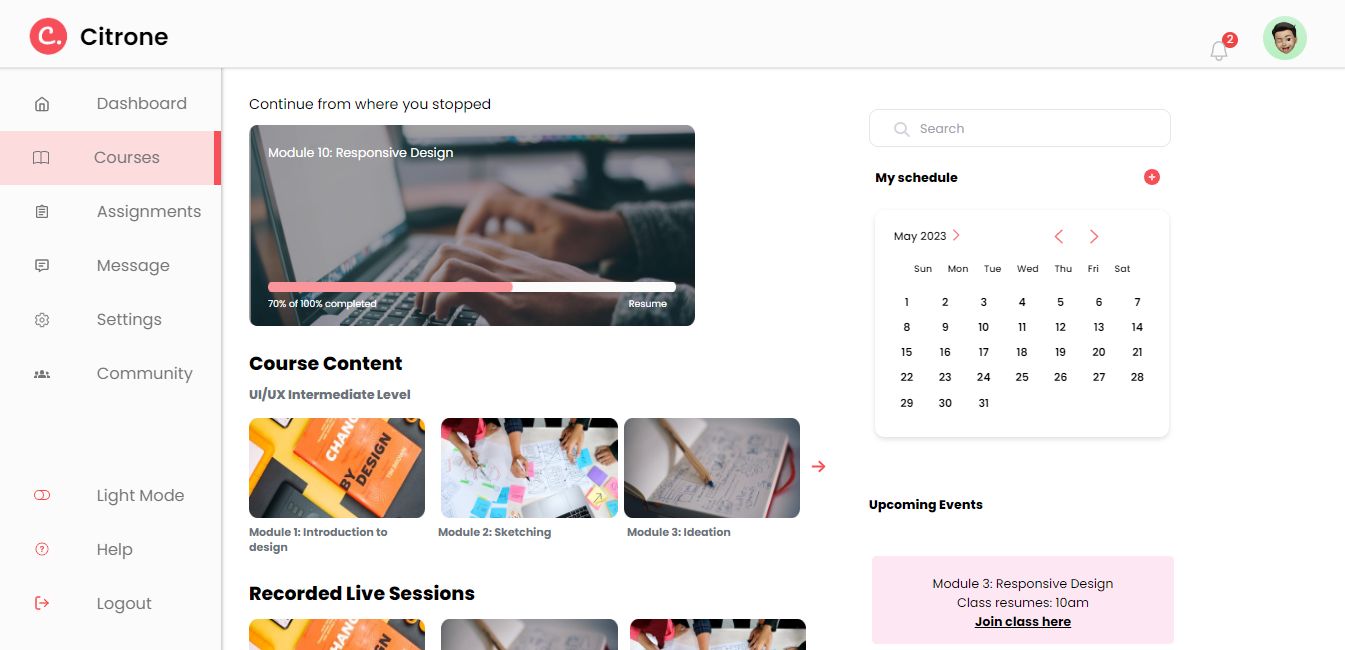 C.
Citrone
2
Dashboard
Courses
Assignments
Message
Settings
Community
Light Mode
Help
Logout
Continue from where you stopped
Module 10: Responsive Design
70% of 100% completed
Resume
Course Content
UI/UX Intermediate Level
CHANGE
BY
DESIGN
TIM BROWN
Module 1: Introduction to
design
Module 2: Sketching
Module 3: Ideation
Recorded Live Sessions
Search
My schedule
May 2023
Sun Mon Tue Wed Thu Fri Sat
1 2 3 4 5 6 7
8 9 10 11 12 13 14
15 16 17 18 19 20 21
22 23 24 25 26 27 28
29 30 31
Upcoming Events
Module 3: Responsive Design
Class resumes: 10am
Join class here